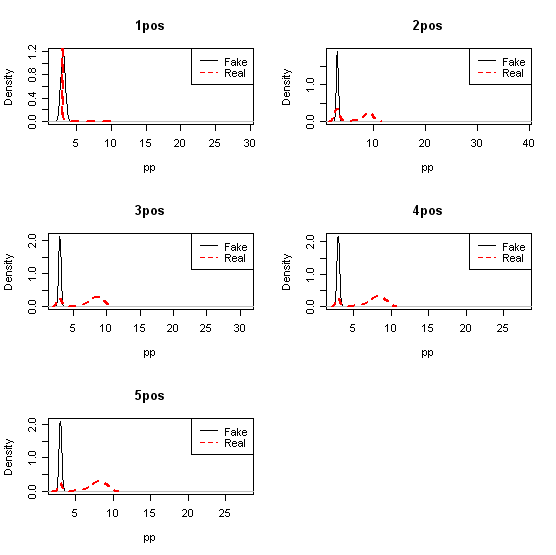 1pos
Density
0.0 0.4 0.8 1.2
Fake
Real
5 10 15 20 25 30
pp
2pos
Density
0.0 1.0
Fake
Real
10 20 30 40
pp
3pos
Density
0.0 1.0 2.0
Fake
Real
5 10 15 20 25 30
pp
4pos
Density
0.0 1.0 2.0
Fake
Real
5 10 15 20 25
pp
5pos
Density
0.0 1.0 2.0
Fake
Real
5 10 15 20 25
pp